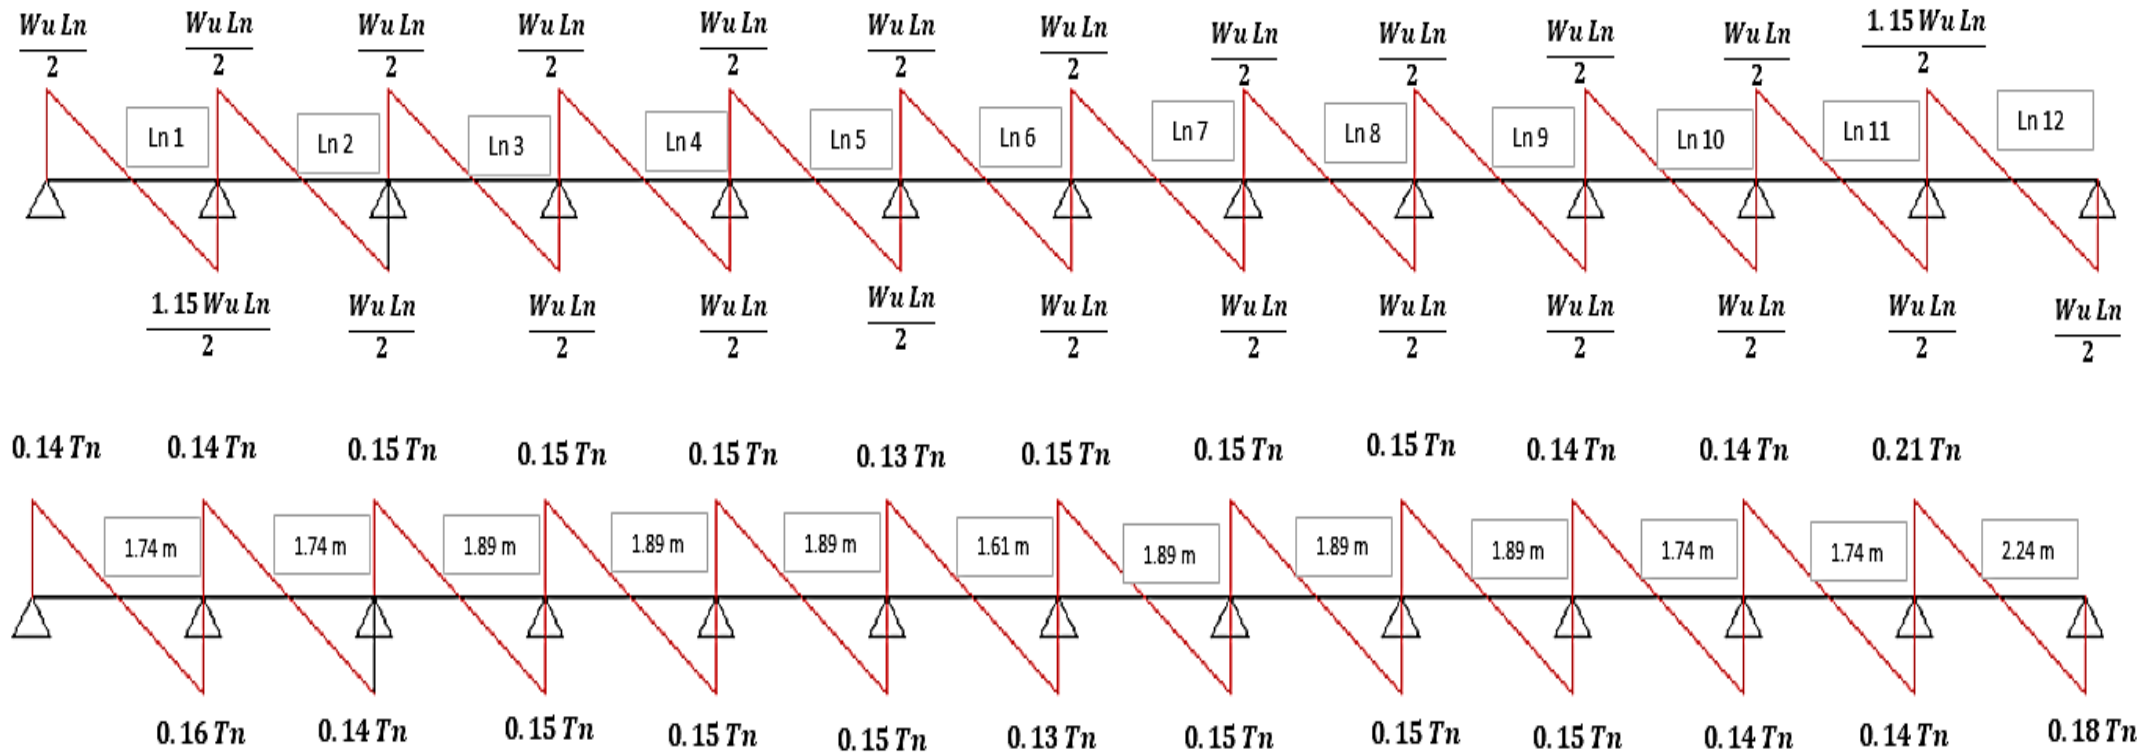 Wu Ln / 2 Wu Ln / 2 Wu Ln / 2 Wu Ln / 2 Wu Ln / 2 Wu Ln / 2 Wu Ln / 2 Wu Ln / 2 Wu Ln / 2 Wu Ln / 2 Wu Ln / 2 1.15 Wu Ln / 2
Ln 1 Ln 2 Ln 3 Ln 4 Ln 5 Ln 6 Ln 7 Ln 8 Ln 9 Ln 10 Ln 11 Ln 12
1.15 Wu Ln / 2 Wu Ln / 2 Wu Ln / 2 Wu Ln / 2 Wu Ln / 2 Wu Ln / 2 Wu Ln / 2 Wu Ln / 2 Wu Ln / 2 Wu Ln / 2 Wu Ln / 2 Wu Ln / 2
0.14 Tn 0.14 Tn 0.15 Tn 0.15 Tn 0.15 Tn 0.13 Tn 0.15 Tn 0.15 Tn 0.15 Tn 0.14 Tn 0.14 Tn 0.21 Tn
1.74 m 1.74 m 1.89 m 1.89 m 1.89 m 1.61 m 1.89 m 1.89 m 1.89 m 1.74 m 1.74 m 2.24 m
0.16 Tn 0.14 Tn 0.15 Tn 0.15 Tn 0.15 Tn 0.13 Tn 0.15 Tn 0.15 Tn 0.15 Tn 0.14 Tn 0.14 Tn 0.18 Tn